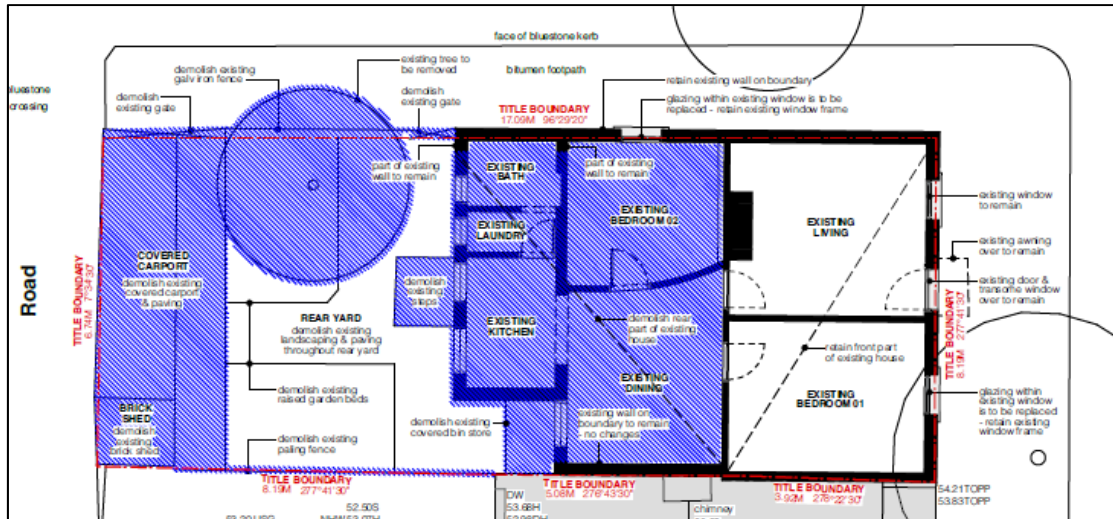 face of bluestone kerb
bitumen footpath
bluestone
crossing
demolish existing
galv iron fence
demolish
existing gate
existing tree to
be removed
demolish
existing gate
TITLE BOUNDARY
17.09M 96°29'20"
retain existing wall on boundary
glazing within existing window is to be
replaced - retain existing window frame
part of existing
wall to remain
EXISTING
BATH
part of existing
wall to remain
EXISTING
LAUNDRY
EXISTING
BEDROOM 02
EXISTING
LIVING
existing window
to remain
existing awning
over to remain
existing door &
transome window
over to remain
Road
TITLE BOUNDARY
6.74M 7°34'30"
COVERED
CARPORT
demolish existing
covered carport
& paving
demolish
existing
steps
REAR YARD
demolish existing
landscaping & paving
throughout rear yard
EXISTING
KITCHEN
demolish rear
part of existing
house
retain front part
of existing house
TITLE BOUNDARY
8.19M 277°41'30"
demolish existing
raised garden beds
EXISTING
DINING
EXISTING
BEDROOM 01
glazing within
existing window
is to be replaced
- retain existing
window frame
BRICK
SHED
demolish
existing
brick shed
demolish existing
paling fence
demolish existing
covered bin store
existing wall on
boundary to remain
- no changes
TITLE BOUNDARY
8.19M 277°41'30"
TITLE BOUNDARY
5.08M 276°43'30"
TITLE BOUNDARY
3.92M 278°22'30"
52.50S
DW
53.68H
chimney
54.21TOPP
53.83TOPP